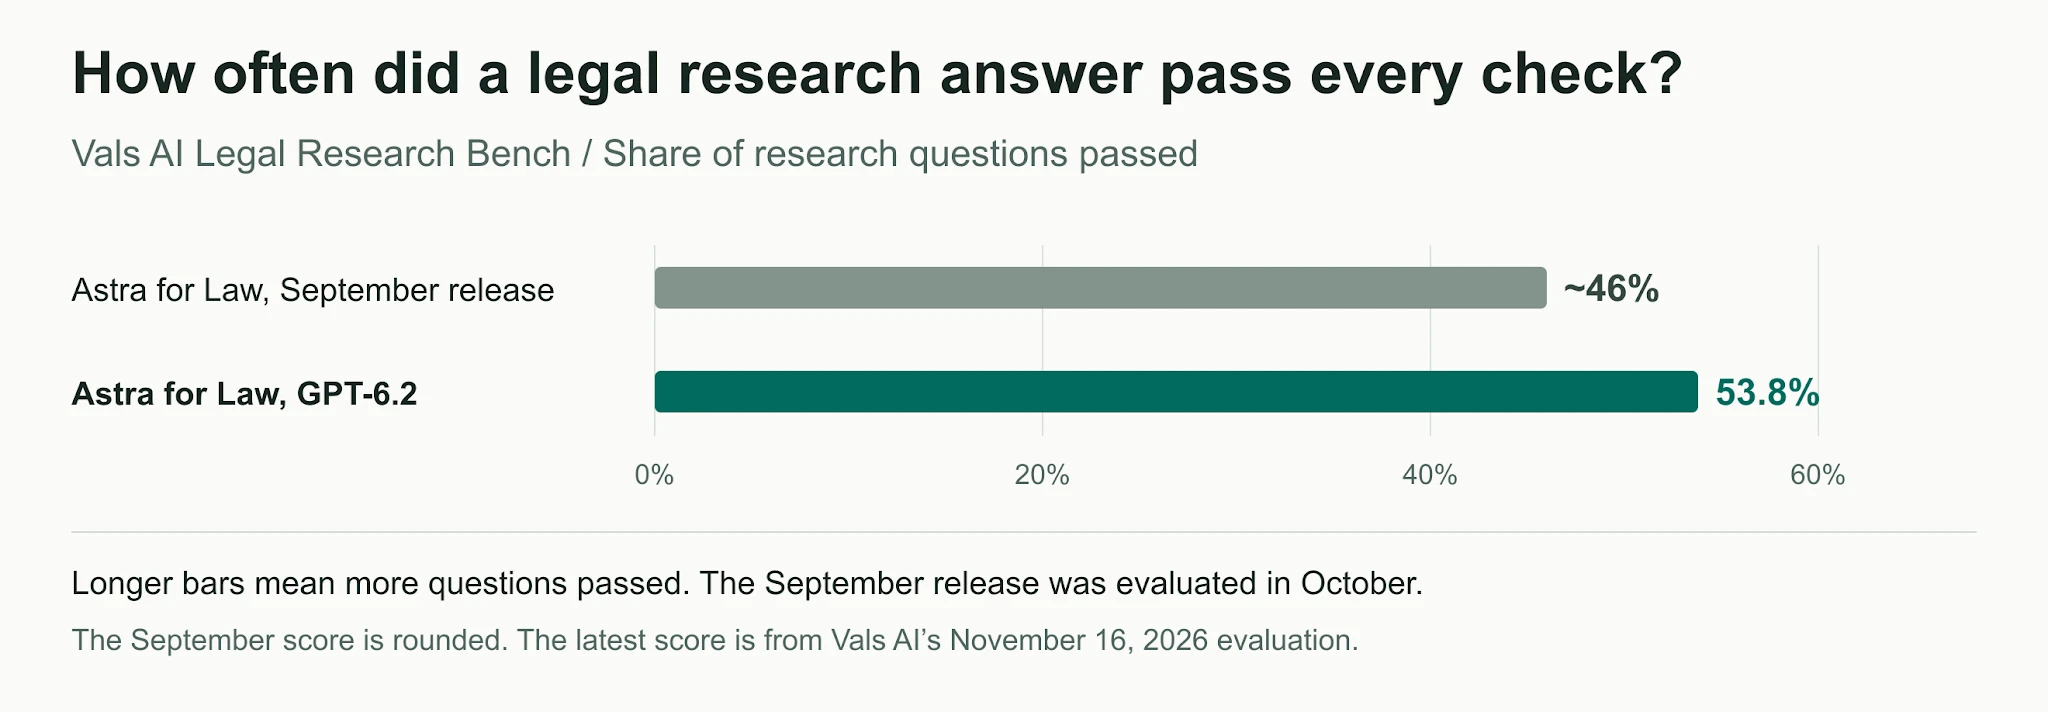 How often did a legal research answer pass every check?
Vals AI Legal Research Bench / Share of research questions passed
Astra for Law, September release
~46%
Astra for Law, GPT-6.2
53.8%
0%
20%
40%
60%
Longer bars mean more questions passed. The September release was evaluated in October.
The September score is rounded. The latest score is from Vals AI’s November 16, 2026 evaluation.